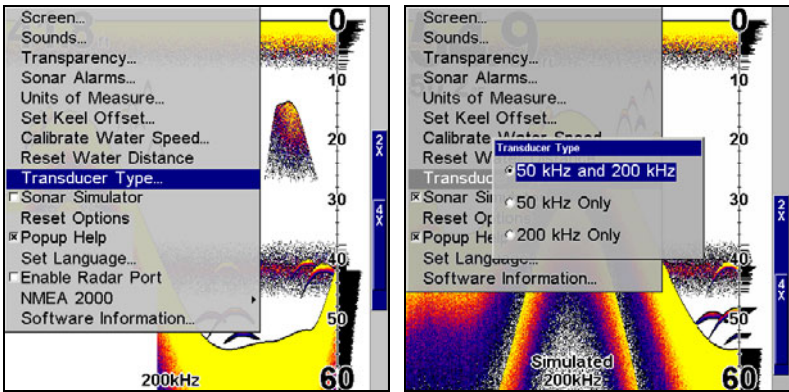 Screen...
Sounds...
Transparency...
Sonar Alarms...
Units of Measure...
Set Keel Offset...
Calibrate Water Speed...
Reset Water Distance
Transducer Type...
Sonar Simulator
Reset Options
Popup Help
Set Language...
Enable Radar Port
NMEA 2000
Software Information...
0
10
20
30
40
50
60
2X
4X
200kHz
Screen...
Sounds...
Transparency...
Sonar Alarms...
Units of Measure...
Set Keel Offset...
Calibrate Water Speed
Reset W
Transduc
Sonar Sim
Reset Opt
Popup He
Set Language...
Software Information...
Transducer Type
50 kHz and 200 kHz
50 kHz Only
200 kHz Only
0
10
20
30
40
50
60
2X
4X
Simulated
200kHz